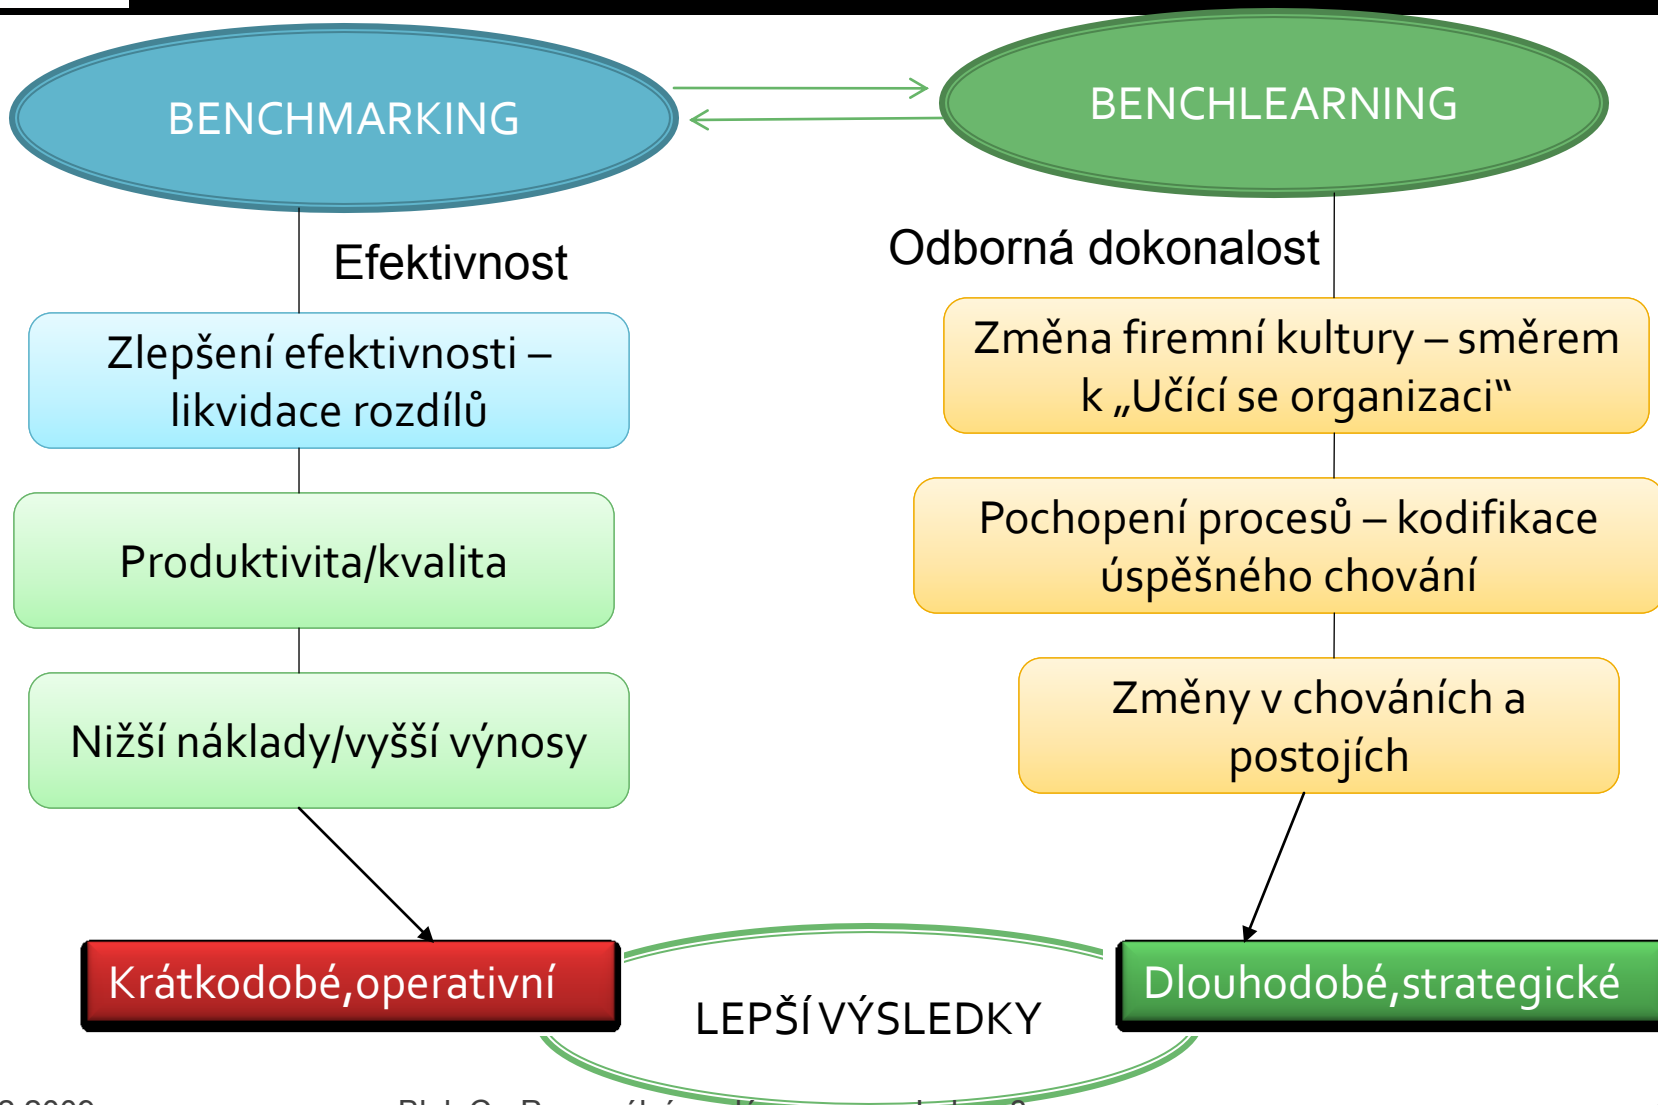 BENCHMARKING
BENCHLEARNING
Efektivnost
Odborná dokonalost
Zlepšení efektivnosti –
likvidace rozdílů
Změna firemní kultury – směrem
k „Učící se organizaci“
Produktivita/kvalita
Pochopení procesů – kodifikace
úspěšného chování
Nižší náklady/vyšší výnosy
Změny v chováních a
postojích
Krátkodobé,operativní
LEPŠÍ VÝSLEDKY
Dlouhodobé,strategické